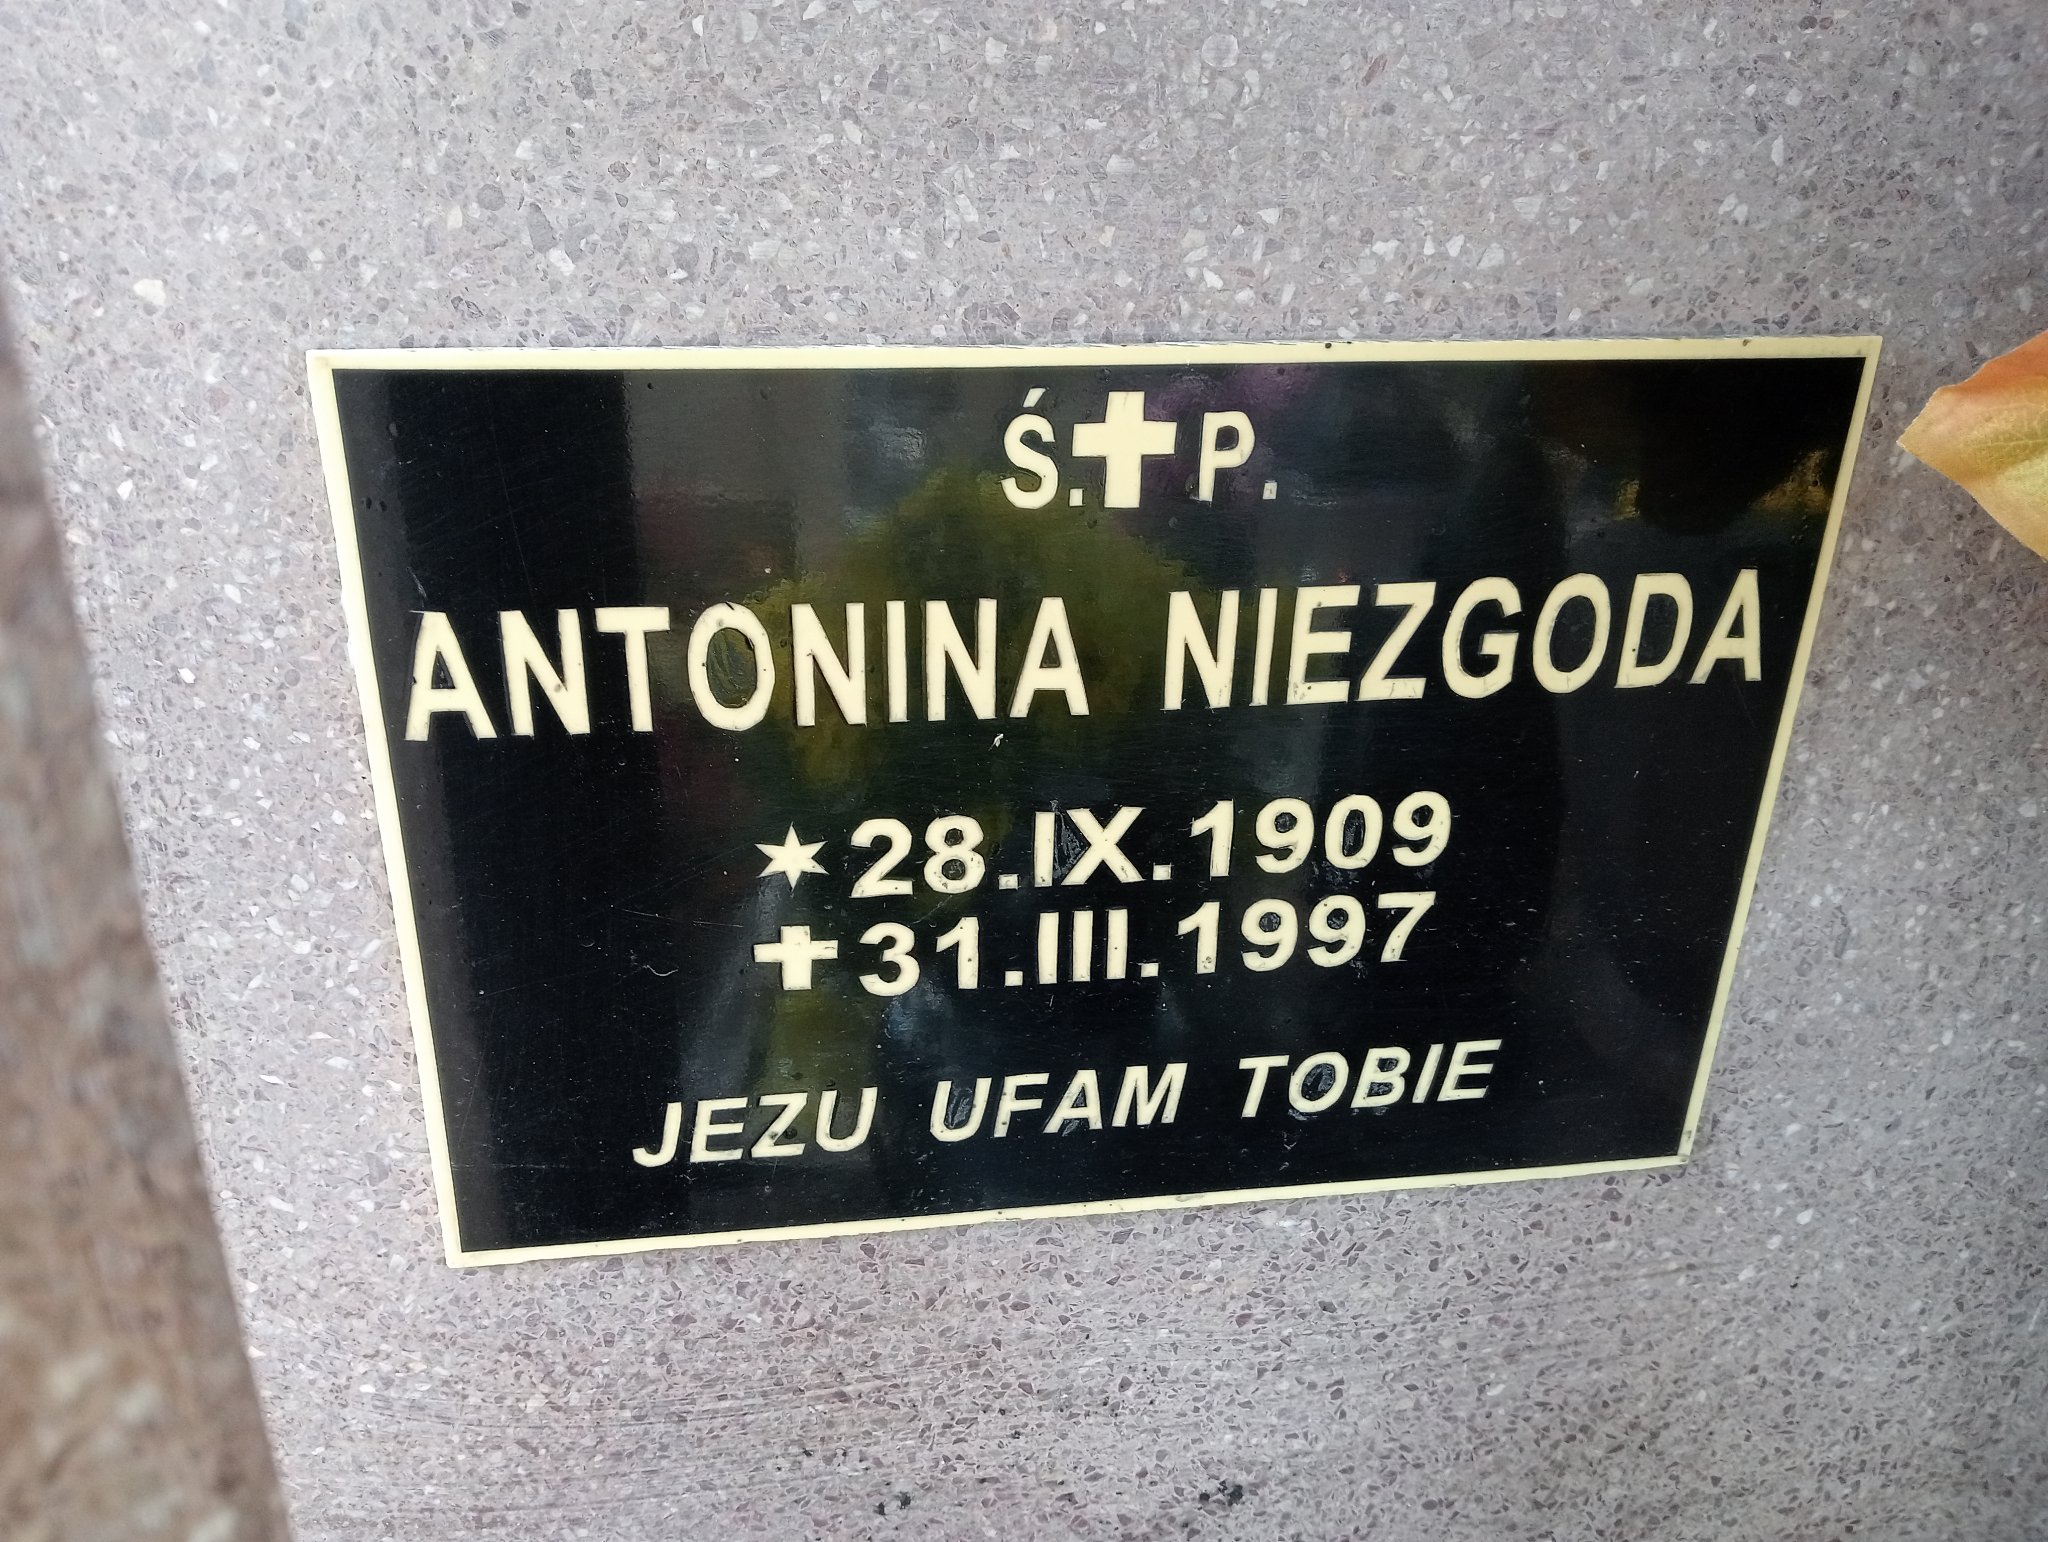 Ś.✝P.
ANTONINA NIEZGODA
✶28.IX.1909
✝31.III.1997
JEZU UFAM TOBIE